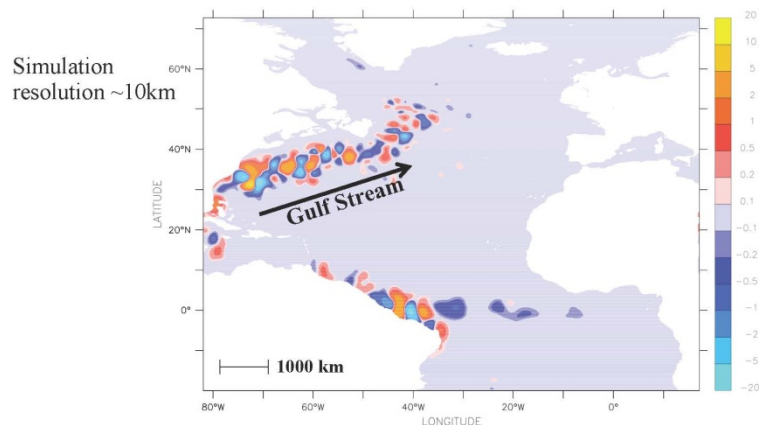 Simulation
resolution ~10km
60°N
40°N
20°N
0°
LATITUDE
Gulf Stream
1000 km
80°W
60°W
40°W
20°W
0°
LONGITUDE
20
10
5
2
1
0.5
0.2
0.1
-0.1
-0.2
-0.5
-1
-2
-5
-20